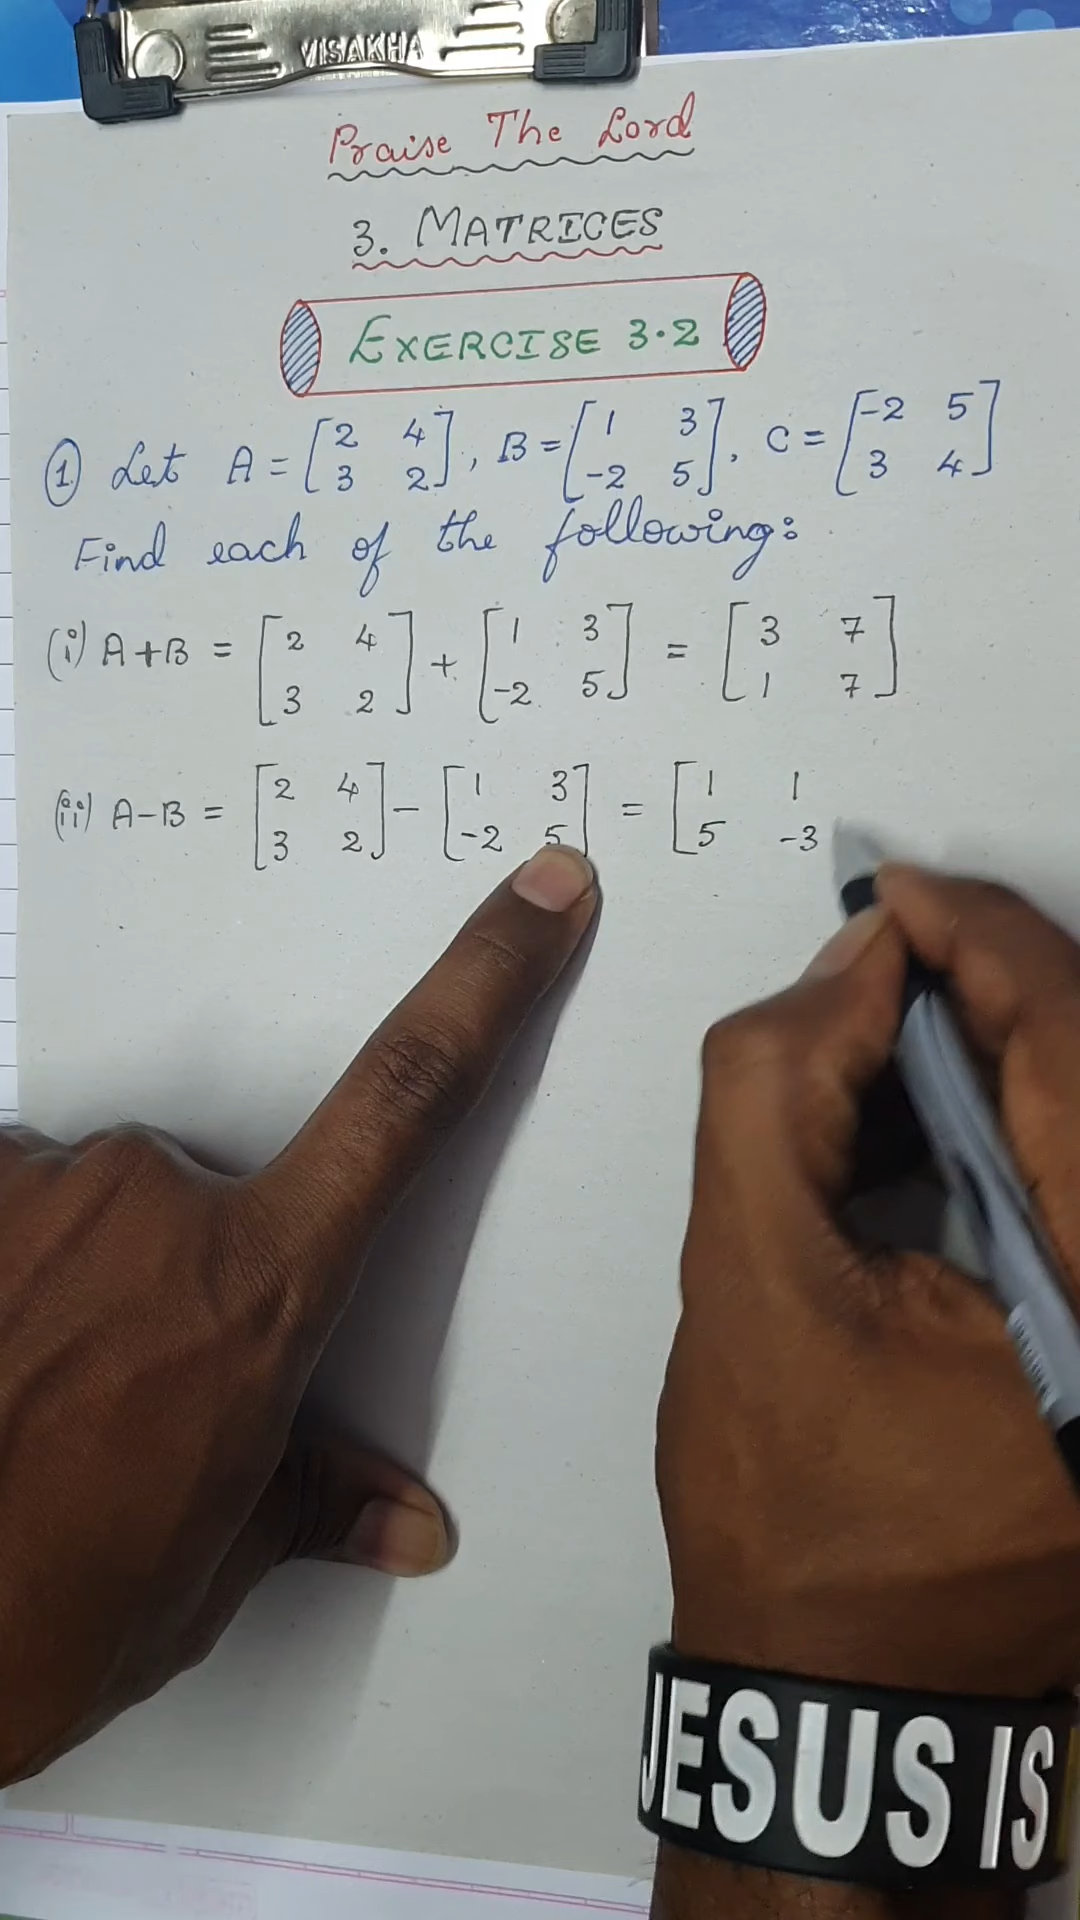 VISAKHA
Praise The Lord
3. MATRICES
EXERCISE 3.2
① Let A = [2 4 3 2], B = [1 3 -2 5], C = [-2 5 3 4]
Find each of the following:
(i) A+B = [2 4 3 2] + [1 3 -2 5] = [3 7 1 7]
(ii) A-B = [2 4 3 2] - [1 3 -2 5] = [1 1 5 -3
JESUS IS